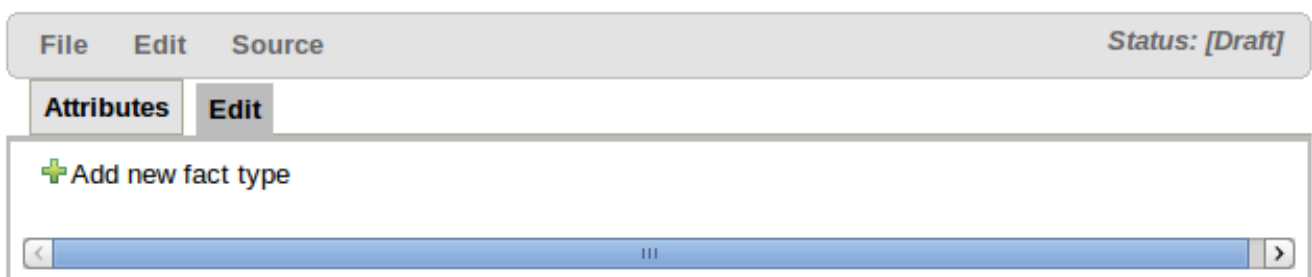 File Edit Source Status: [Draft]
Attributes Edit
Add new fact type